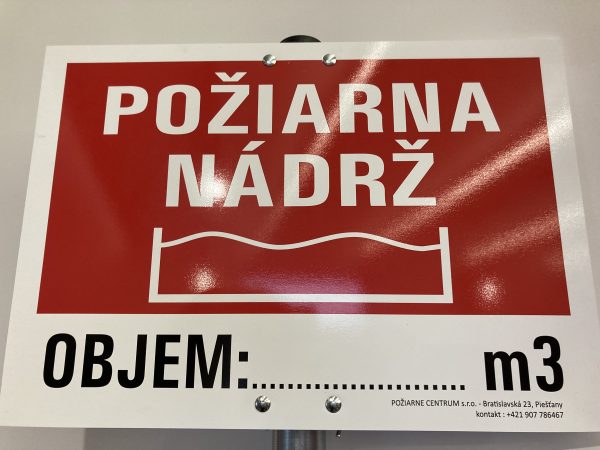 POŽIARNA
NÁDRŽ
OBJEM:...................... m3
POŽIARNE CENTRUM s.r.o. - Bratislavská 23, Piešťany
kontakt : +421 907 786467